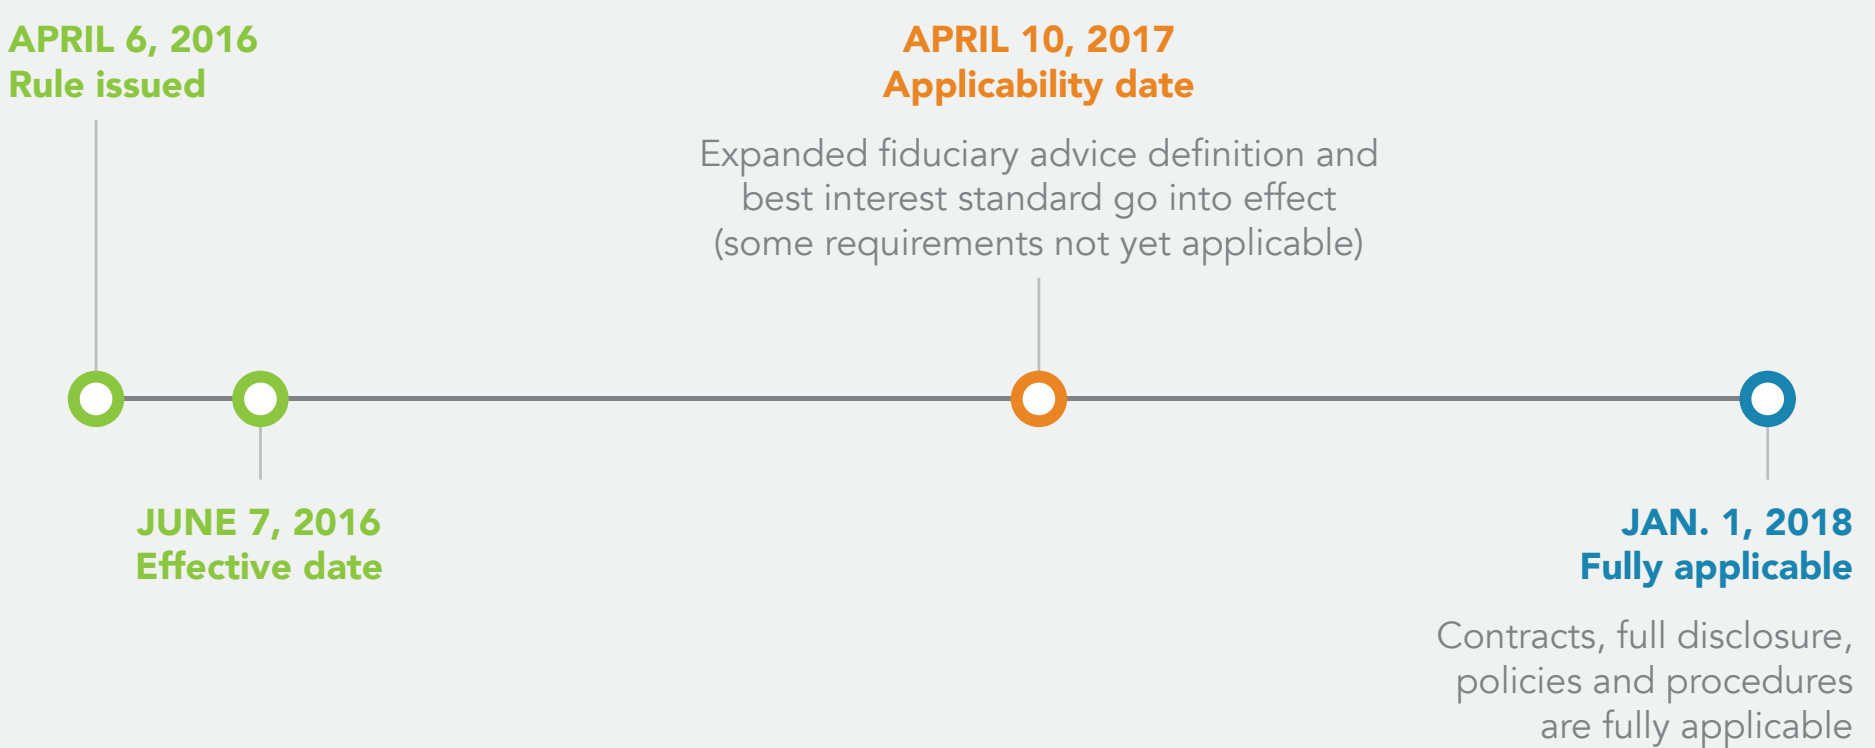 APRIL 6, 2016
Rule issued
APRIL 10, 2017
Applicability date
Expanded fiduciary advice definition and
best interest standard go into effect
(some requirements not yet applicable)
JUNE 7, 2016
Effective date
JAN. 1, 2018
Fully applicable
Contracts, full disclosure,
policies and procedures
are fully applicable